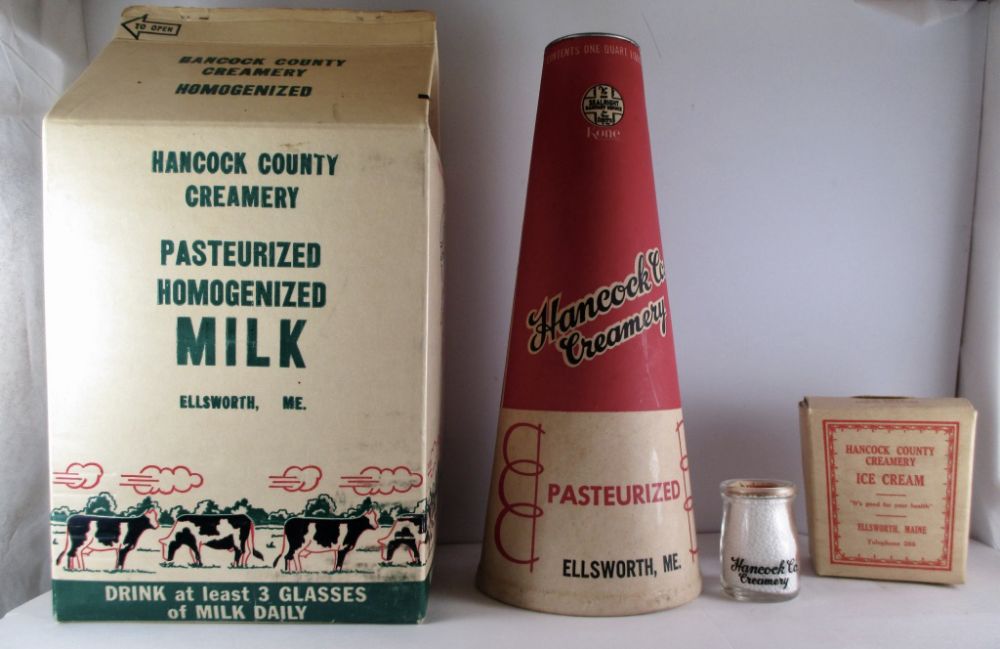 TO OPEN
HANCOCK COUNTY
CREAMERY
HOMOGENIZED
HANCOCK COUNTY
CREAMERY
PASTEURIZED
HOMOGENIZED
MILK
ELLSWORTH, ME.
DRINK at least 3 GLASSES
of MILK DAILY
CONTENTS ONE QUART
SEALRIGHT
Kone
Hancock Co
Creamery
PASTEURIZED
ELLSWORTH, ME.
Hancock Co
Creamery
HANCOCK COUNTY
CREAMERY
ICE CREAM
"It's good for your health"
ELLSWORTH, MAINE
Telephone